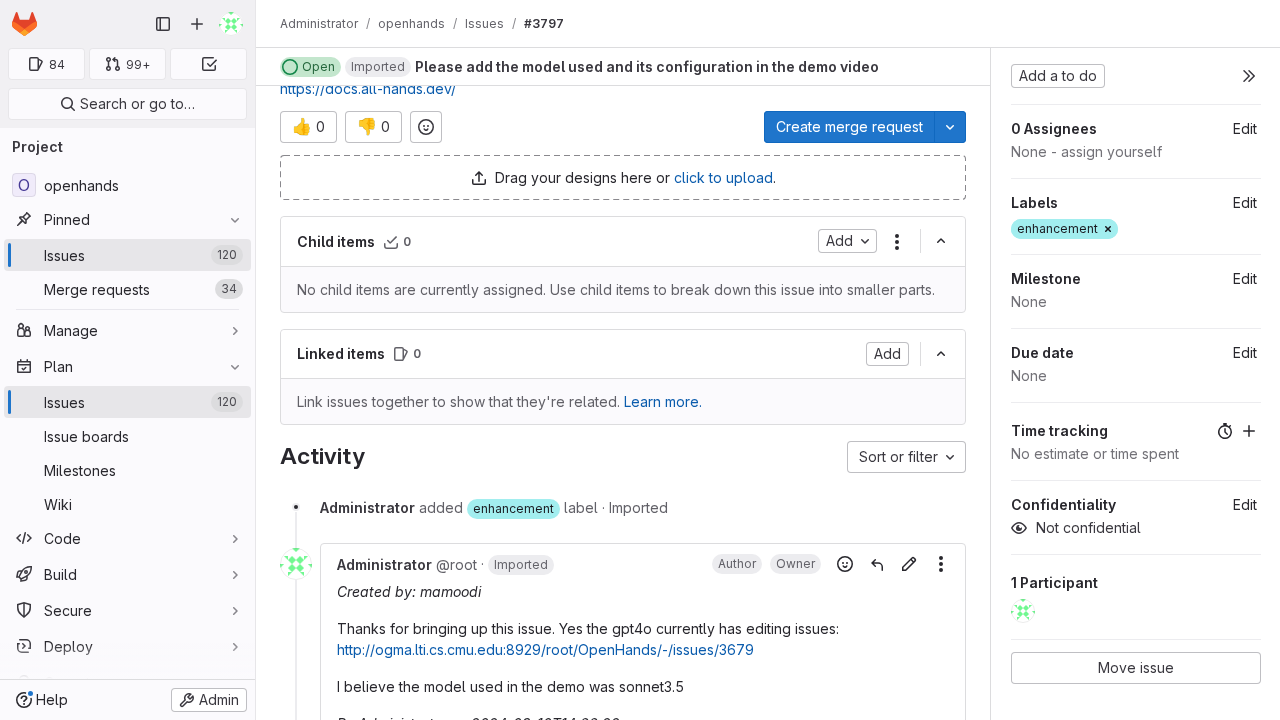 84
99+
Search or go to…
Project
O openhands
Pinned
Issues 120
Merge requests 34
Manage
Plan
Issues 120
Issue boards
Milestones
Wiki
Code
Build
Secure
Deploy
Help
Admin
Administrator / openhands / Issues / #3797
Open Imported Please add the model used and its configuration in the demo video
https://docs.all-hands.dev/
👍 0 👎 0
Create merge request
Drag your designs here or click to upload.
Child items 0
Add
No child items are currently assigned. Use child items to break down this issue into smaller parts.
Linked items 0
Add
Link issues together to show that they're related. Learn more.
Activity
Sort or filter
Administrator added enhancement label · Imported
Administrator @root · Imported
Author Owner
Created by: mamoodi
Thanks for bringing up this issue. Yes the gpt4o currently has editing issues:
http://ogma.lti.cs.cmu.edu:8929/root/OpenHands/-/issues/3679
I believe the model used in the demo was sonnet3.5
Add a to do
0 Assignees Edit
None - assign yourself
Labels Edit
enhancement ×
Milestone Edit
None
Due date Edit
None
Time tracking
No estimate or time spent
Confidentiality Edit
Not confidential
1 Participant
Move issue